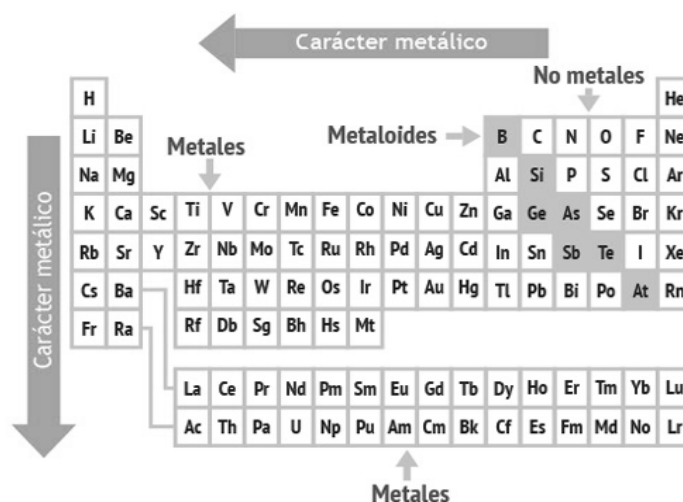 Carácter metálico
No metales
H He
Li Be Metales Metaloides B C N O F Ne
Na Mg Al Si P S Cl Ar
K Ca Sc Ti V Cr Mn Fe Co Ni Cu Zn Ga Ge As Se Br Kr
Rb Sr Y Zr Nb Mo Tc Ru Rh Pd Ag Cd In Sn Sb Te I Xe
Cs Ba Hf Ta W Re Os Ir Pt Au Hg Tl Pb Bi Po At Rn
Fr Ra Rf Db Sg Bh Hs Mt
Carácter metálico
La Ce Pr Nd Pm Sm Eu Gd Tb Dy Ho Er Tm Yb Lu
Ac Th Pa U Np Pu Am Cm Bk Cf Es Fm Md No Lr
Metales